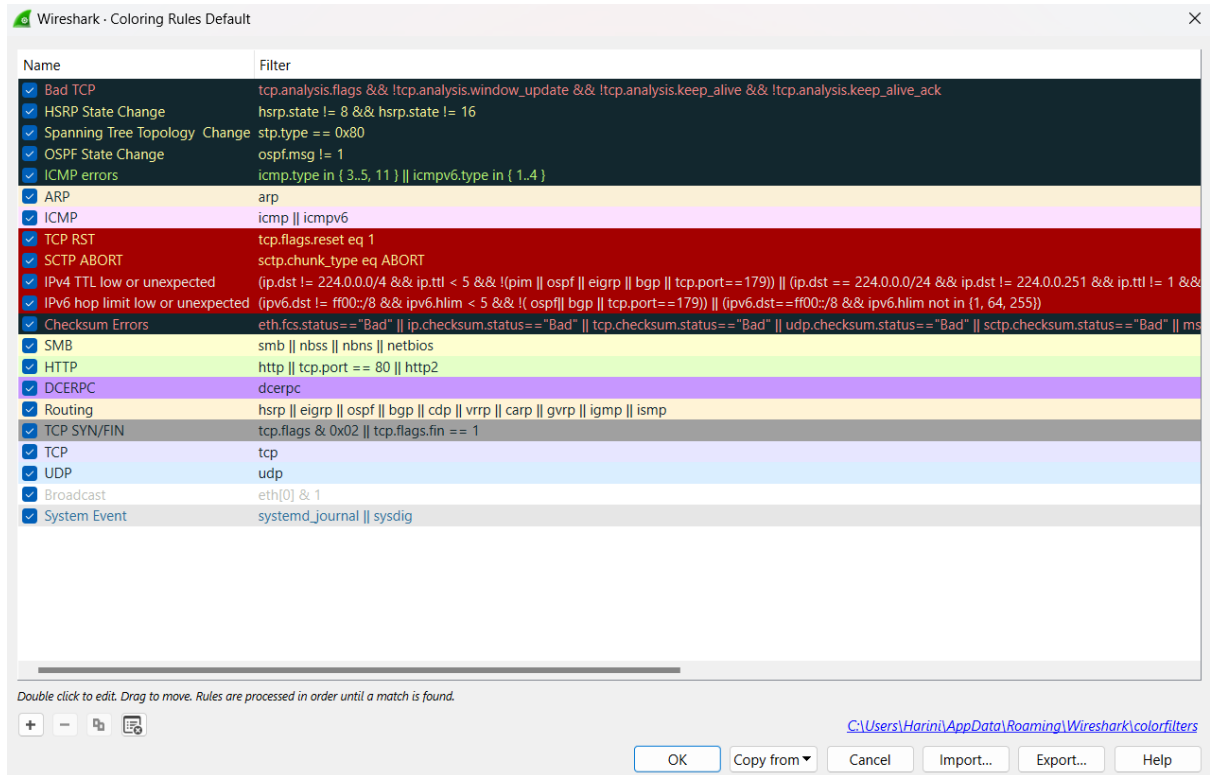 Wireshark · Coloring Rules Default
Name Filter
Bad TCP tcp.analysis.flags && !tcp.analysis.window_update && !tcp.analysis.keep_alive && !tcp.analysis.keep_alive_ack
HSRP State Change hsrp.state != 8 && hsrp.state != 16
Spanning Tree Topology  Change stp.type == 0x80
OSPF State Change ospf.msg != 1
ICMP errors icmp.type in { 3..5, 11 } || icmpv6.type in { 1..4 }
ARP arp
ICMP icmp || icmpv6
TCP RST tcp.flags.reset eq 1
SCTP ABORT sctp.chunk_type eq ABORT
IPv4 TTL low or unexpected (ip.dst != 224.0.0.0/4 && ip.ttl < 5 && !(pim || ospf || eigrp || bgp || tcp.port==179)) || (ip.dst == 224.0.0.0/24 && ip.dst != 224.0.0.251 && ip.ttl != 1 &&
IPv6 hop limit low or unexpected (ipv6.dst != ff00::/8 && ipv6.hlim < 5 && !( ospf|| bgp || tcp.port==179)) || (ipv6.dst==ff00::/8 && ipv6.hlim not in {1, 64, 255})
Checksum Errors eth.fcs.status=="Bad" || ip.checksum.status=="Bad" || tcp.checksum.status=="Bad" || udp.checksum.status=="Bad" || sctp.checksum.status=="Bad" || ms
SMB smb || nbss || nbns || netbios
HTTP http || tcp.port == 80 || http2
DCERPC dcerpc
Routing hsrp || eigrp || ospf || bgp || cdp || vrrp || carp || gvrp || igmp || ismp
TCP SYN/FIN tcp.flags & 0x02 || tcp.flags.fin == 1
TCP tcp
UDP udp
Broadcast eth[0] & 1
System Event systemd_journal || sysdig
Double click to edit. Drag to move. Rules are processed in order until a match is found.
C:\Users\Harini\AppData\Roaming\Wireshark\colorfilters
OK Copy from Cancel Import... Export... Help